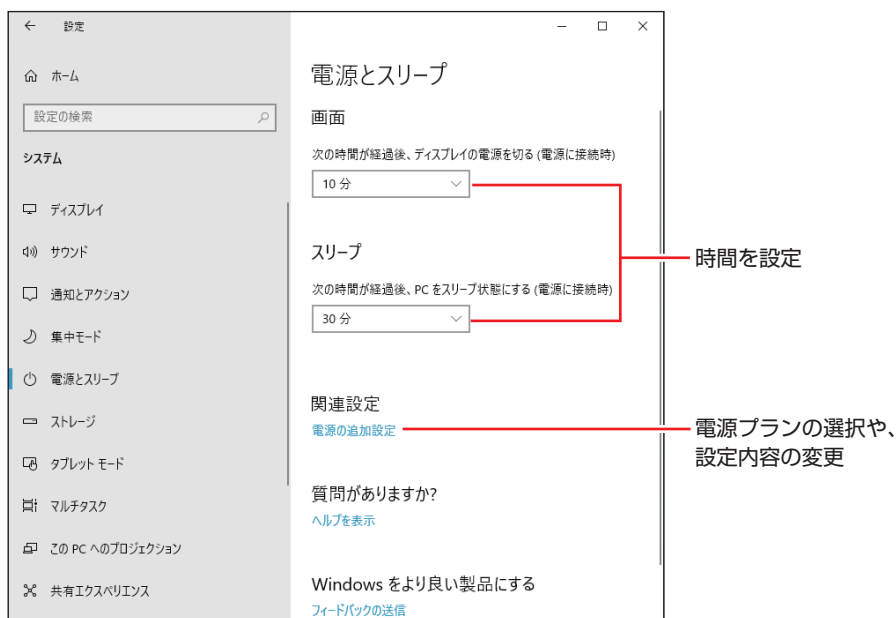 設定
ホーム
設定の検索
システム
ディスプレイ
サウンド
通知とアクション
集中モード
電源とスリープ
ストレージ
タブレット モード
マルチタスク
この PC へのプロジェクション
共有エクスペリエンス
電源とスリープ
画面
次の時間が経過後、ディスプレイの電源を切る (電源に接続時)
10 分
スリープ
次の時間が経過後、PC をスリープ状態にする (電源に接続時)
30 分
関連設定
電源の追加設定
質問がありますか?
ヘルプを表示
Windows をより良い製品にする
フィードバックの送信
時間を設定
電源プランの選択や、
設定内容の変更